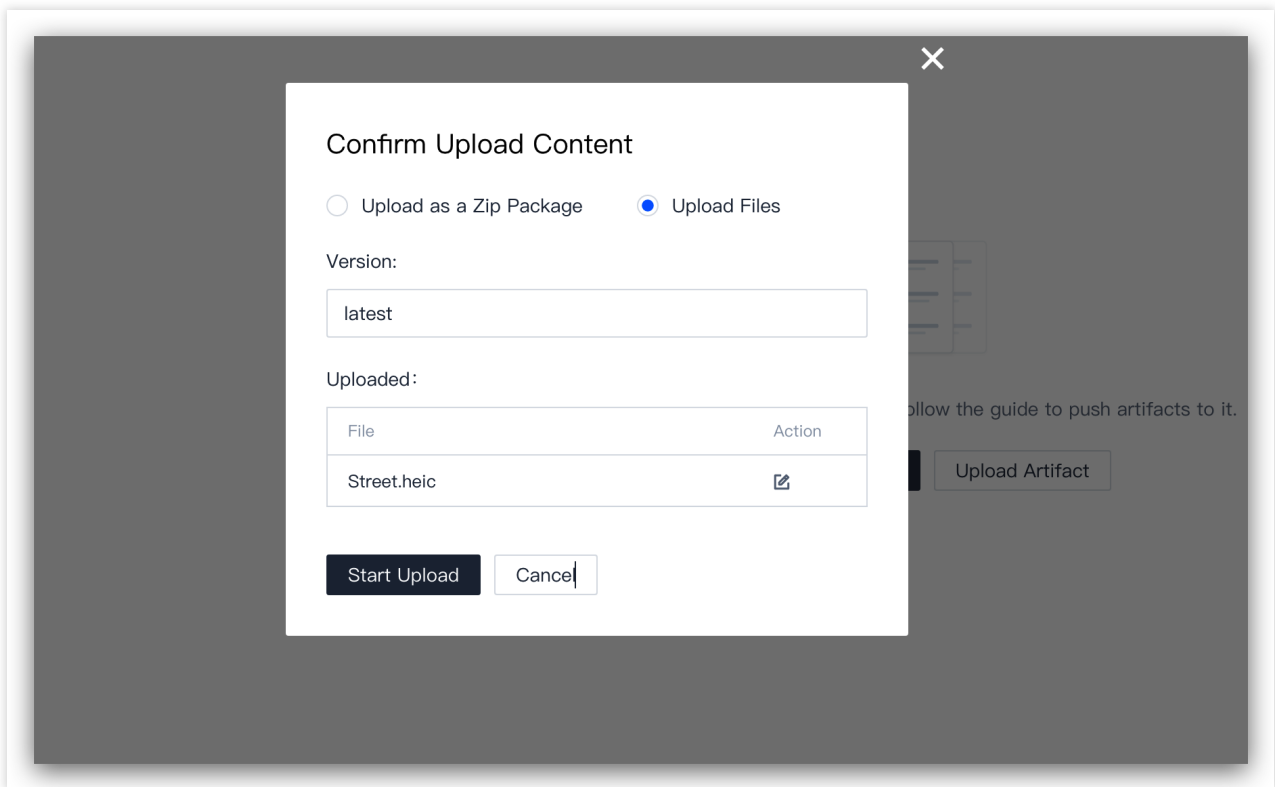 Confirm Upload Content
Upload as a Zip Package Upload Files
Version:
latest
Uploaded:
File Action
Street.heic
Start Upload Cancel
the guide to push artifacts to it.
Upload Artifact